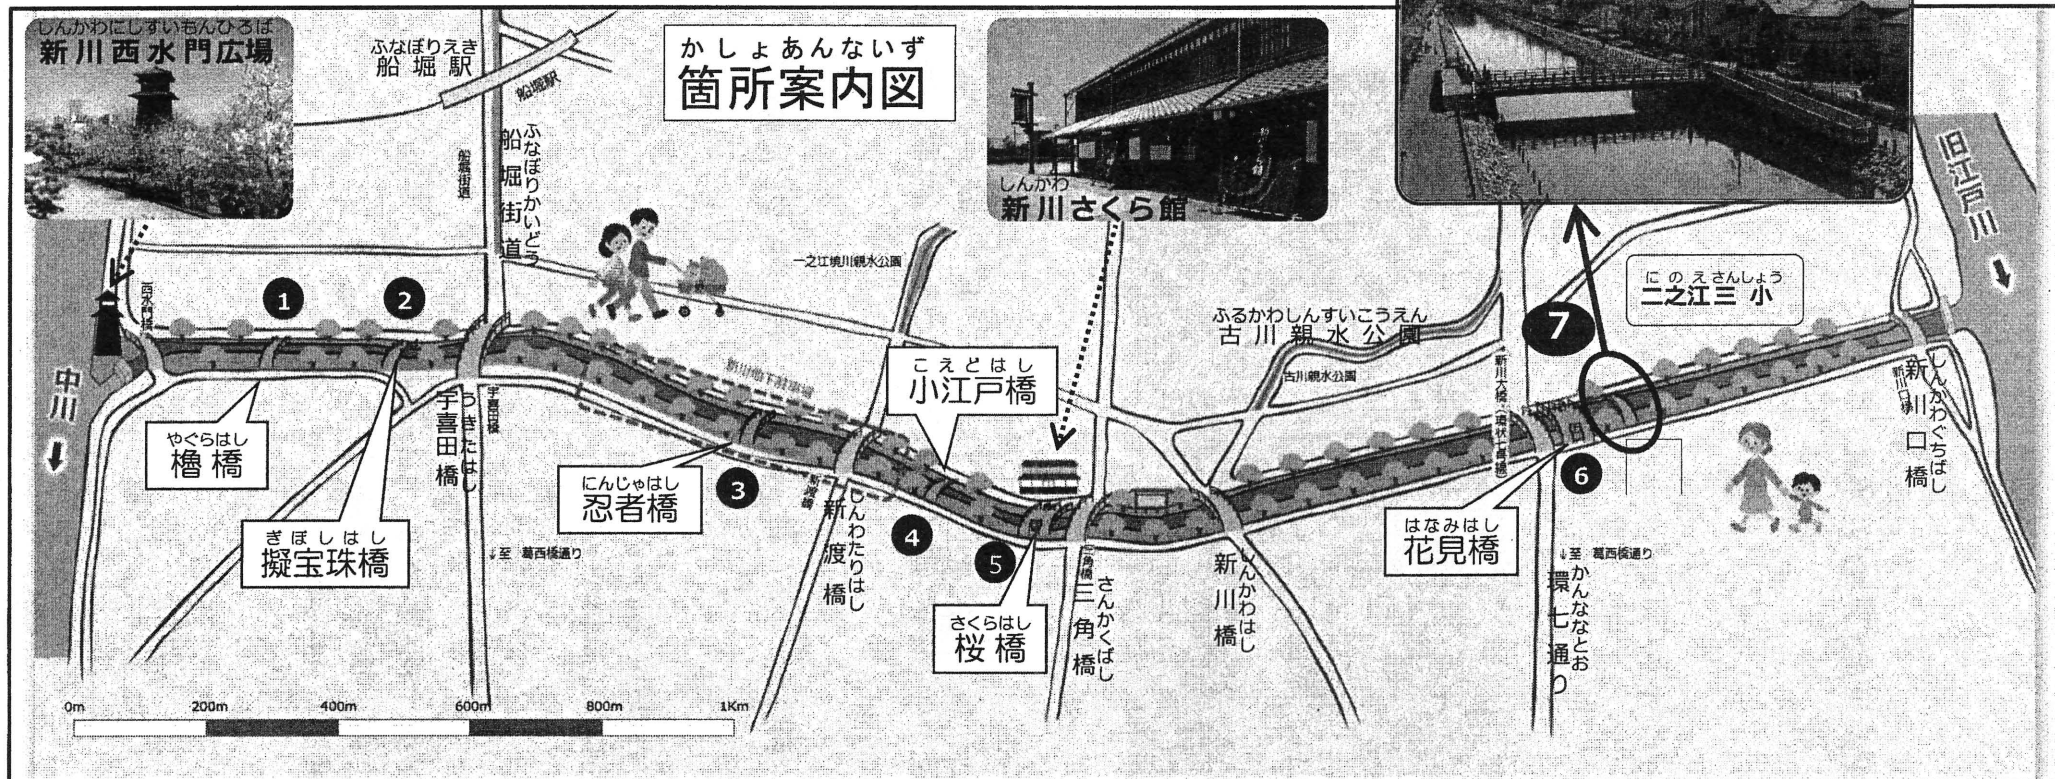 しんかわにしすいもんひろば
新川西水門広場
ふなぼりえき
船堀駅
船堀駅
かしょあんないず
箇所案内図
しんかわ
新川さくら館
旧江戸川
船堀街道
ふなぼりかいどう
船堀街道
一之江境川親水公園
にのえさんしょう
二之江三小
ふるかわしんすいこうえん
古川親水公園
古川親水公園
西水門橋
1
2
7
中川
やぐらはし
櫓橋
ぎぼしはし
擬宝珠橋
うきたはし
宇喜田橋
宇喜田橋
新川地下駐車場
こえどはし
小江戸橋
にんじゃはし
忍者橋
3
新渡橋
しんわたりはし
新渡橋
4
5
さくらはし
桜橋
三角橋
さんかくばし
三角橋
しんかわはし
新川橋
新川大橋
はなみはし
花見橋
6
新川口橋
しんかわぐちばし
新川口橋
↓至 葛西橋通り
↓至 葛西橋通り
かんななとおり
環七通り
0m 200m 400m 600m 800m 1Km